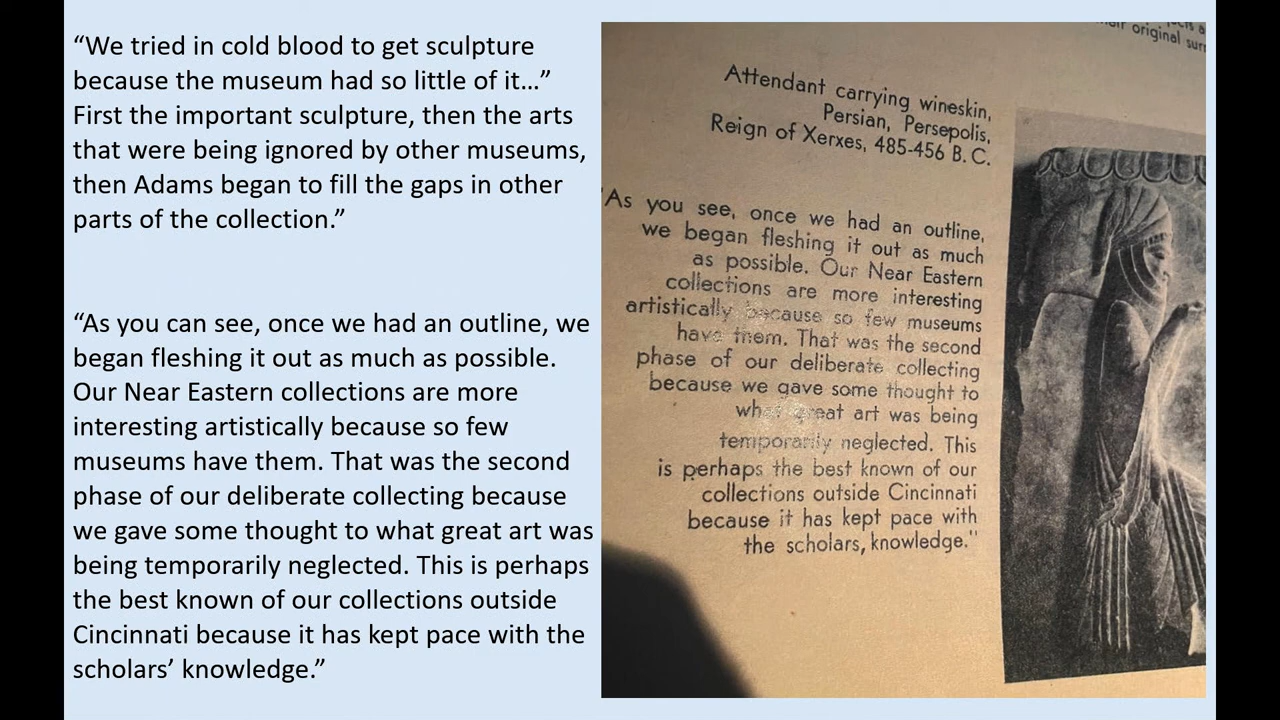 “We tried in cold blood to get sculpture
because the museum had so little of it…”
First the important sculpture, then the arts
that were being ignored by other museums,
then Adams began to fill the gaps in other
parts of the collection.”
“As you can see, once we had an outline, we
began fleshing it out as much as possible.
Our Near Eastern collections are more
interesting artistically because so few
museums have them. That was the second
phase of our deliberate collecting because
we gave some thought to what great art was
being temporarily neglected. This is perhaps
the best known of our collections outside
Cincinnati because it has kept pace with the
scholars’ knowledge.”
original
Attendant carrying wineskin,
Persian, Persepolis,
Reign of Xerxes, 485-456 B. C.
"As you see, once we had an outline,
we began fleshing it out as much
as possible. Our Near Eastern
collections are more interesting
artistically because so few museums
have them. That was the second
phase of our deliberate collecting
because we gave some thought to
what great art was being
temporarily neglected. This
is perhaps the best known of our
collections outside Cincinnati
because it has kept pace with
the scholars, knowledge."